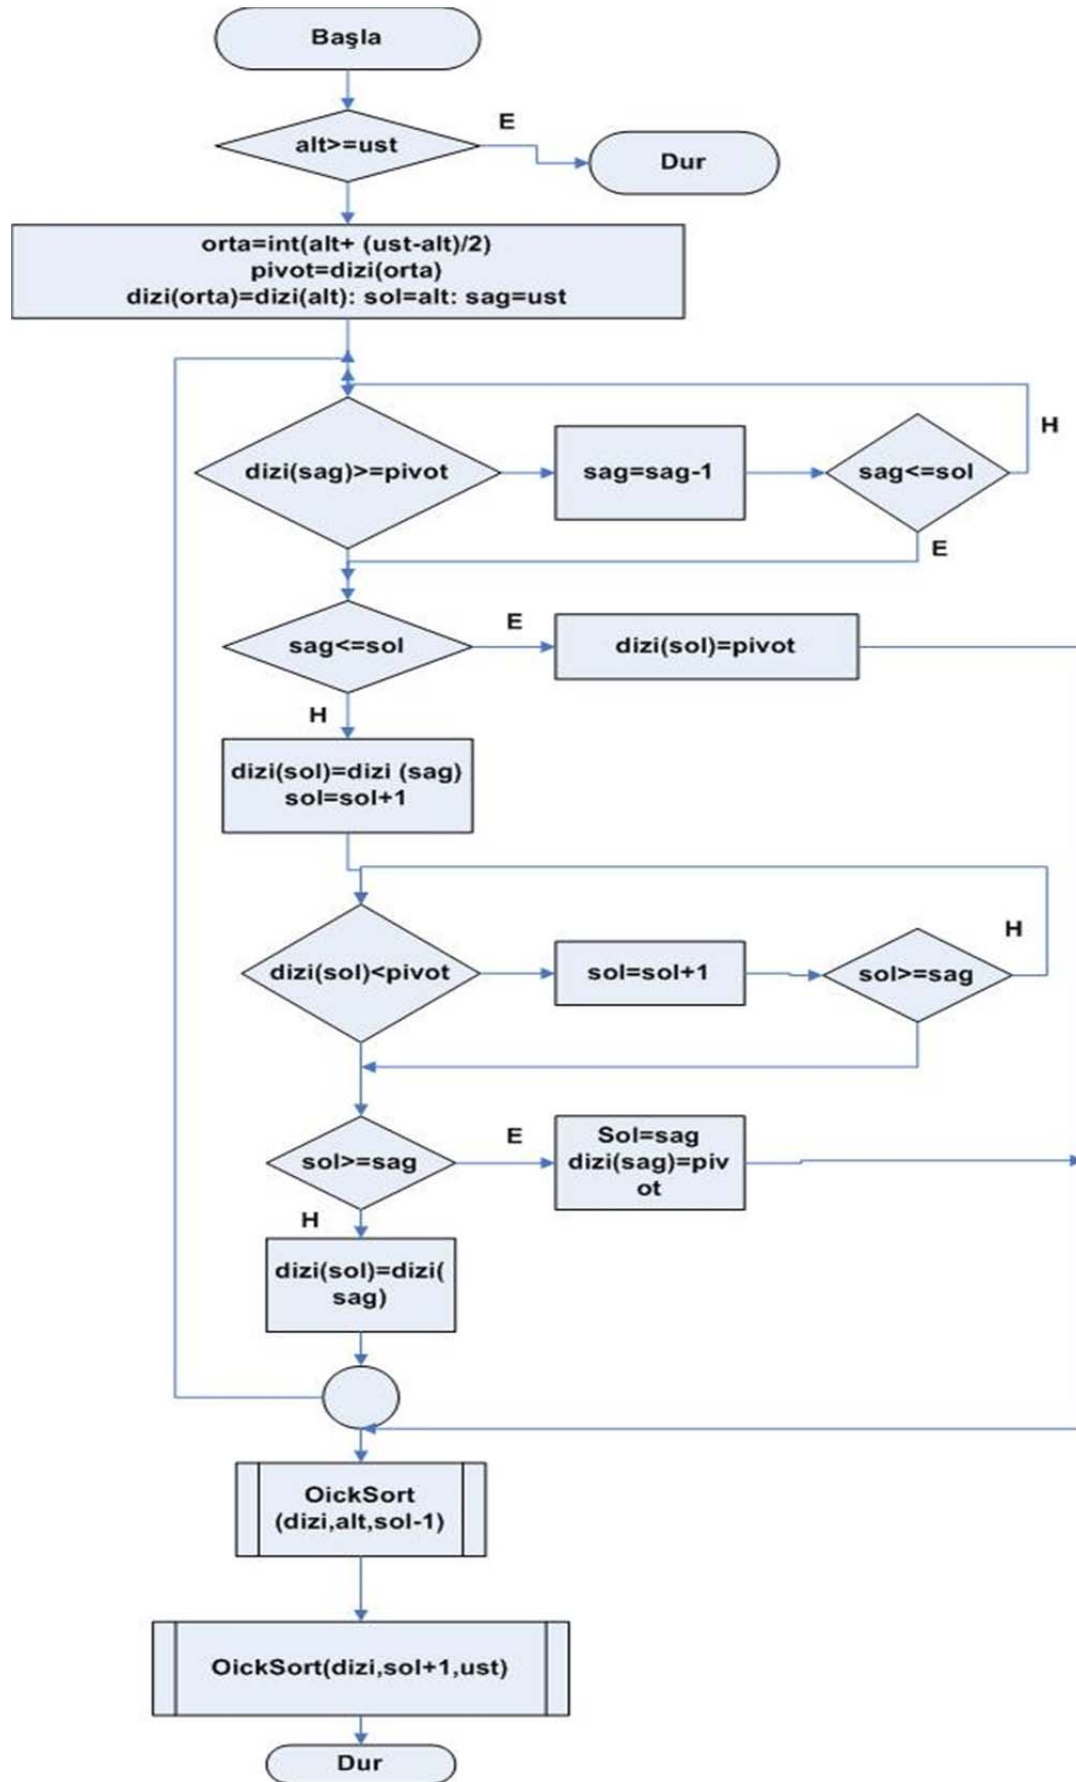 Başla
alt>=ust
E
Dur
orta=int(alt+ (ust-alt)/2)
pivot=dizi(orta)
dizi(orta)=dizi(alt): sol=alt: sag=ust
dizi(sag)>=pivot
sag=sag-1
sag<=sol
H
E
sag<=sol
E
dizi(sol)=pivot
H
dizi(sol)=dizi (sag)
sol=sol+1
dizi(sol)<pivot
sol=sol+1
sol>=sag
H
sol>=sag
E
Sol=sag
dizi(sag)=piv
ot
H
dizi(sol)=dizi(
sag)
OickSort
(dizi,alt,sol-1)
OickSort(dizi,sol+1,ust)
Dur